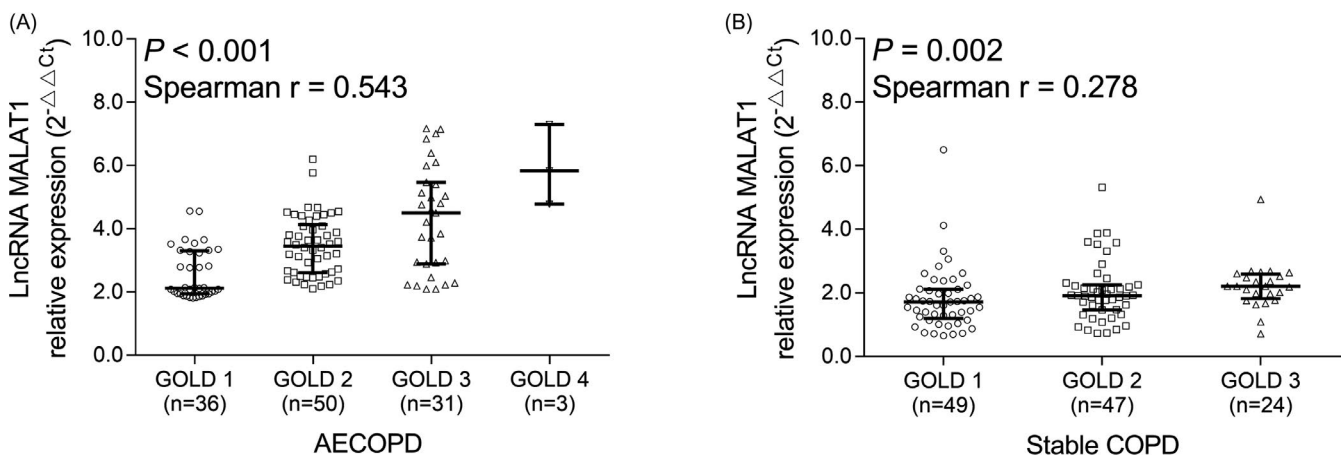 (A)
P < 0.001
Spearman r = 0.543
LncRNA MALAT1
relative expression (2-△△Ct)
10.0
8.0
6.0
4.0
2.0
0.0
GOLD 1
(n=36)
GOLD 2
(n=50)
GOLD 3
(n=31)
GOLD 4
(n=3)
AECOPD
(B)
P = 0.002
Spearman r = 0.278
LncRNA MALAT1
relative expression (2-△△Ct)
10.0
8.0
6.0
4.0
2.0
0.0
GOLD 1
(n=49)
GOLD 2
(n=47)
GOLD 3
(n=24)
Stable COPD